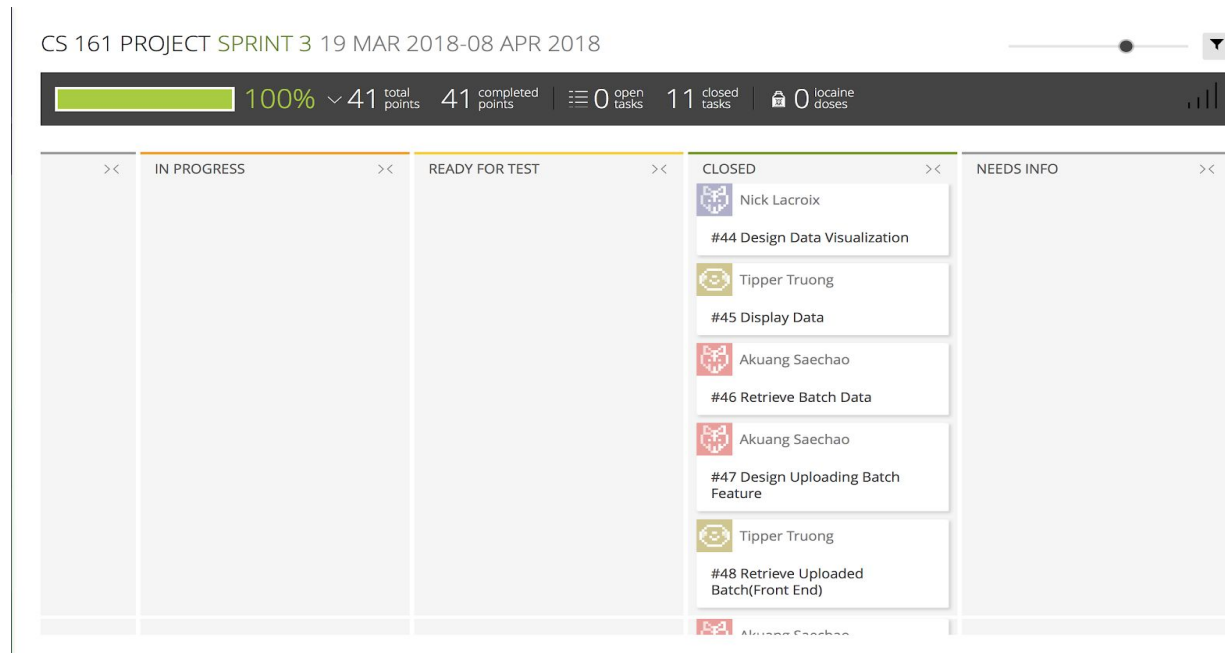 CS 161 PROJECT SPRINT 3 19 MAR 2018-08 APR 2018
100% 41 total points 41 completed points 0 open tasks 11 closed tasks 0 iocaine doses
IN PROGRESS
READY FOR TEST
CLOSED
NEEDS INFO
Nick Lacroix
#44 Design Data Visualization
Tipper Truong
#45 Display Data
Akuang Saechao
#46 Retrieve Batch Data
Akuang Saechao
#47 Design Uploading Batch
Feature
Tipper Truong
#48 Retrieve Uploaded
Batch(Front End)
Akuang Saechao